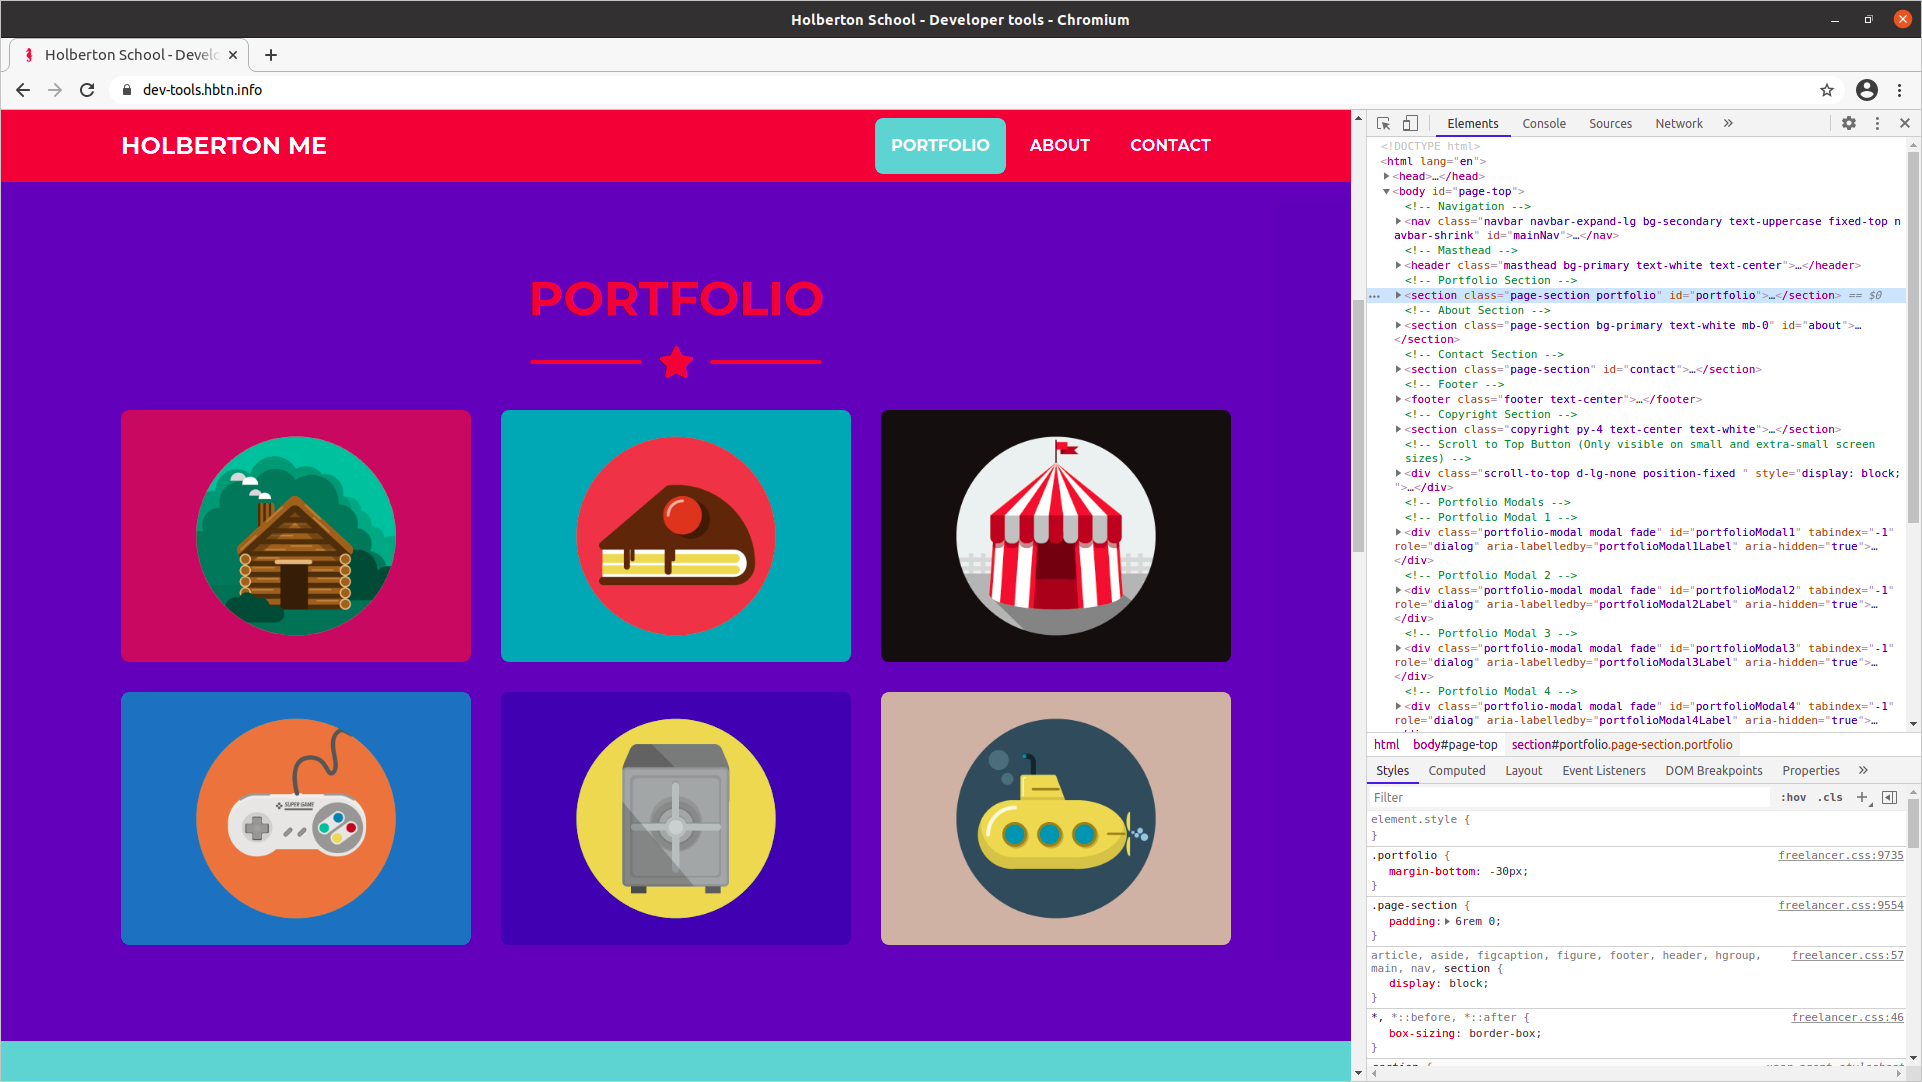 Holberton School - Developer tools - Chromium
Holberton School - Develo
dev-tools.hbtn.info
HOLBERTON ME
PORTFOLIO
ABOUT
CONTACT
PORTFOLIO
SUPER GAME
Elements
Console
Sources
Network
»
<!DOCTYPE html>
<html lang="en">
<head>…</head>
<body id="page-top">
<!-- Navigation -->
<nav class="navbar navbar-expand-lg bg-secondary text-uppercase fixed-top n
avbar-shrink" id="mainNav">…</nav>
<!-- Masthead -->
<header class="masthead bg-primary text-white text-center">…</header>
<!-- Portfolio Section -->
<section class="page-section portfolio" id="portfolio">…</section> == $0
<!-- About Section -->
<section class="page-section bg-primary text-white mb-0" id="about">…
</section>
<!-- Contact Section -->
<section class="page-section" id="contact">…</section>
<!-- Footer -->
<footer class="footer text-center">…</footer>
<!-- Copyright Section -->
<section class="copyright py-4 text-center text-white">…</section>
<!-- Scroll to Top Button (Only visible on small and extra-small screen
sizes) -->
<div class="scroll-to-top d-lg-none position-fixed " style="display: block;
">…</div>
<!-- Portfolio Modals -->
<!-- Portfolio Modal 1 -->
<div class="portfolio-modal modal fade" id="portfolioModal1" tabindex="-1"
role="dialog" aria-labelledby="portfolioModal1Label" aria-hidden="true">…
</div>
<!-- Portfolio Modal 2 -->
<div class="portfolio-modal modal fade" id="portfolioModal2" tabindex="-1"
role="dialog" aria-labelledby="portfolioModal2Label" aria-hidden="true">…
</div>
<!-- Portfolio Modal 3 -->
<div class="portfolio-modal modal fade" id="portfolioModal3" tabindex="-1"
role="dialog" aria-labelledby="portfolioModal3Label" aria-hidden="true">…
</div>
<!-- Portfolio Modal 4 -->
<div class="portfolio-modal modal fade" id="portfolioModal4" tabindex="-1"
role="dialog" aria-labelledby="portfolioModal4Label" aria-hidden="true">…
html body#page-top section#portfolio.page-section.portfolio
Styles Computed Layout Event Listeners DOM Breakpoints Properties »
Filter :hov .cls +
element.style {
}
.portfolio { freelancer.css:9735
margin-bottom: -30px;
}
.page-section { freelancer.css:9554
padding: 6rem 0;
}
article, aside, figcaption, figure, footer, header, hgroup, freelancer.css:57
main, nav, section {
display: block;
}
*, *::before, *::after { freelancer.css:46
box-sizing: border-box;
}